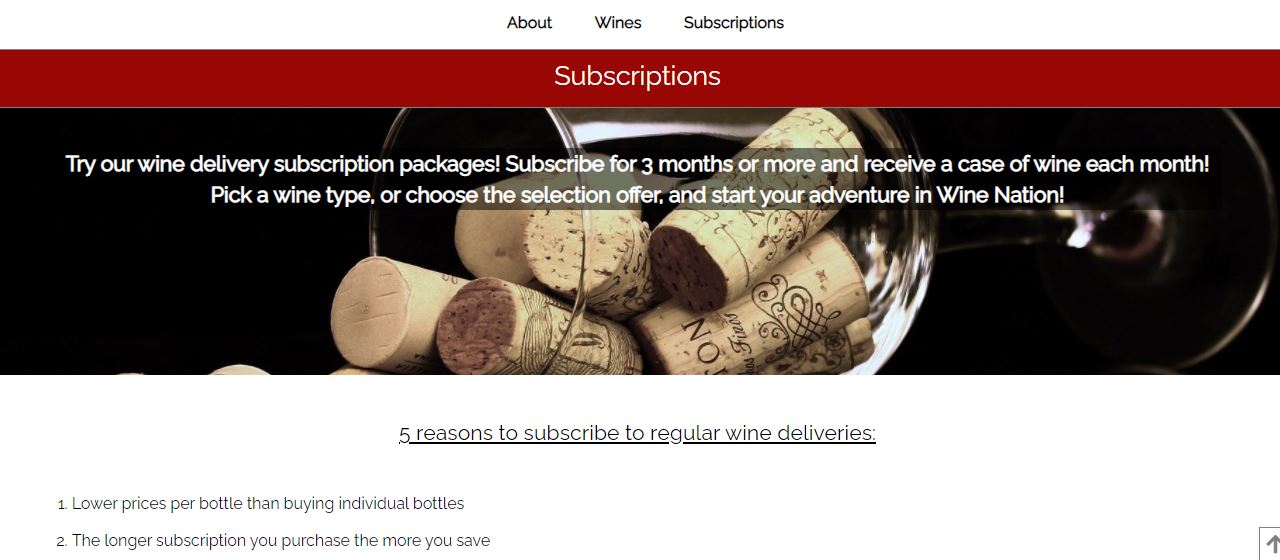 About Wines Subscriptions
Subscriptions
Try our wine delivery subscription packages! Subscribe for 3 months or more and receive a case of wine each month!
Pick a wine type, or choose the selection offer, and start your adventure in Wine Nation!
ION
5 reasons to subscribe to regular wine deliveries:
1. Lower prices per bottle than buying individual bottles
2. The longer subscription you purchase the more you save